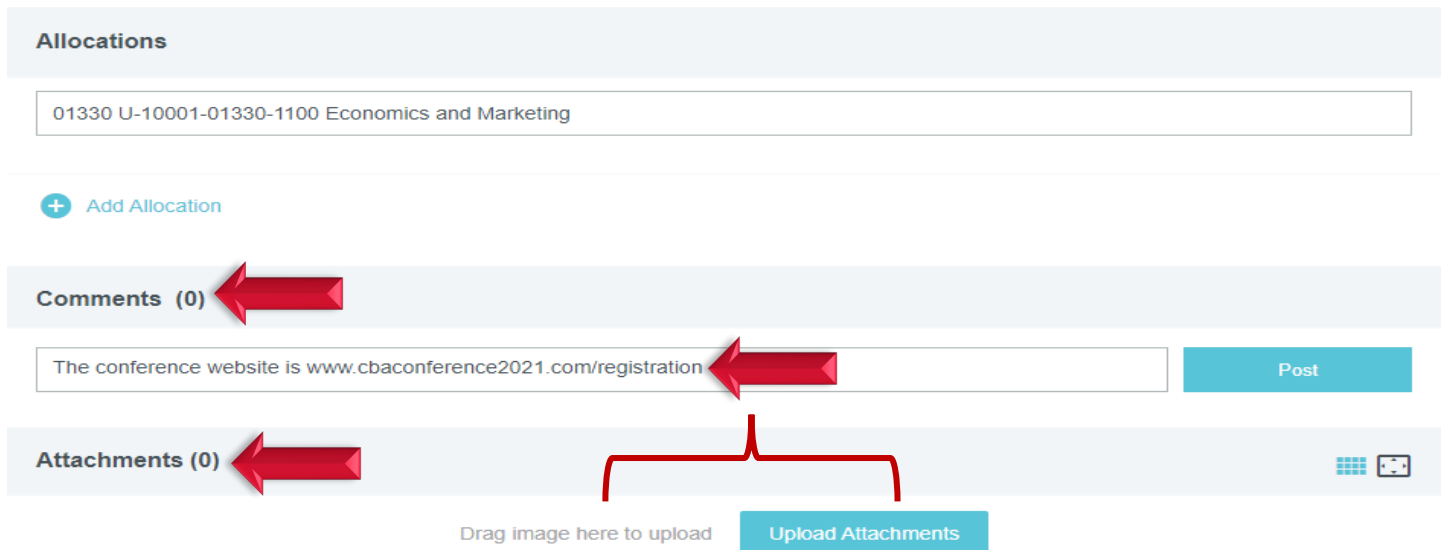 Allocations
01330 U-10001-01330-1100 Economics and Marketing
Add Allocation
Comments (0)
The conference website is www.cbaconference2021.com/registration
Post
Attachments (0)
Drag image here to upload
Upload Attachments